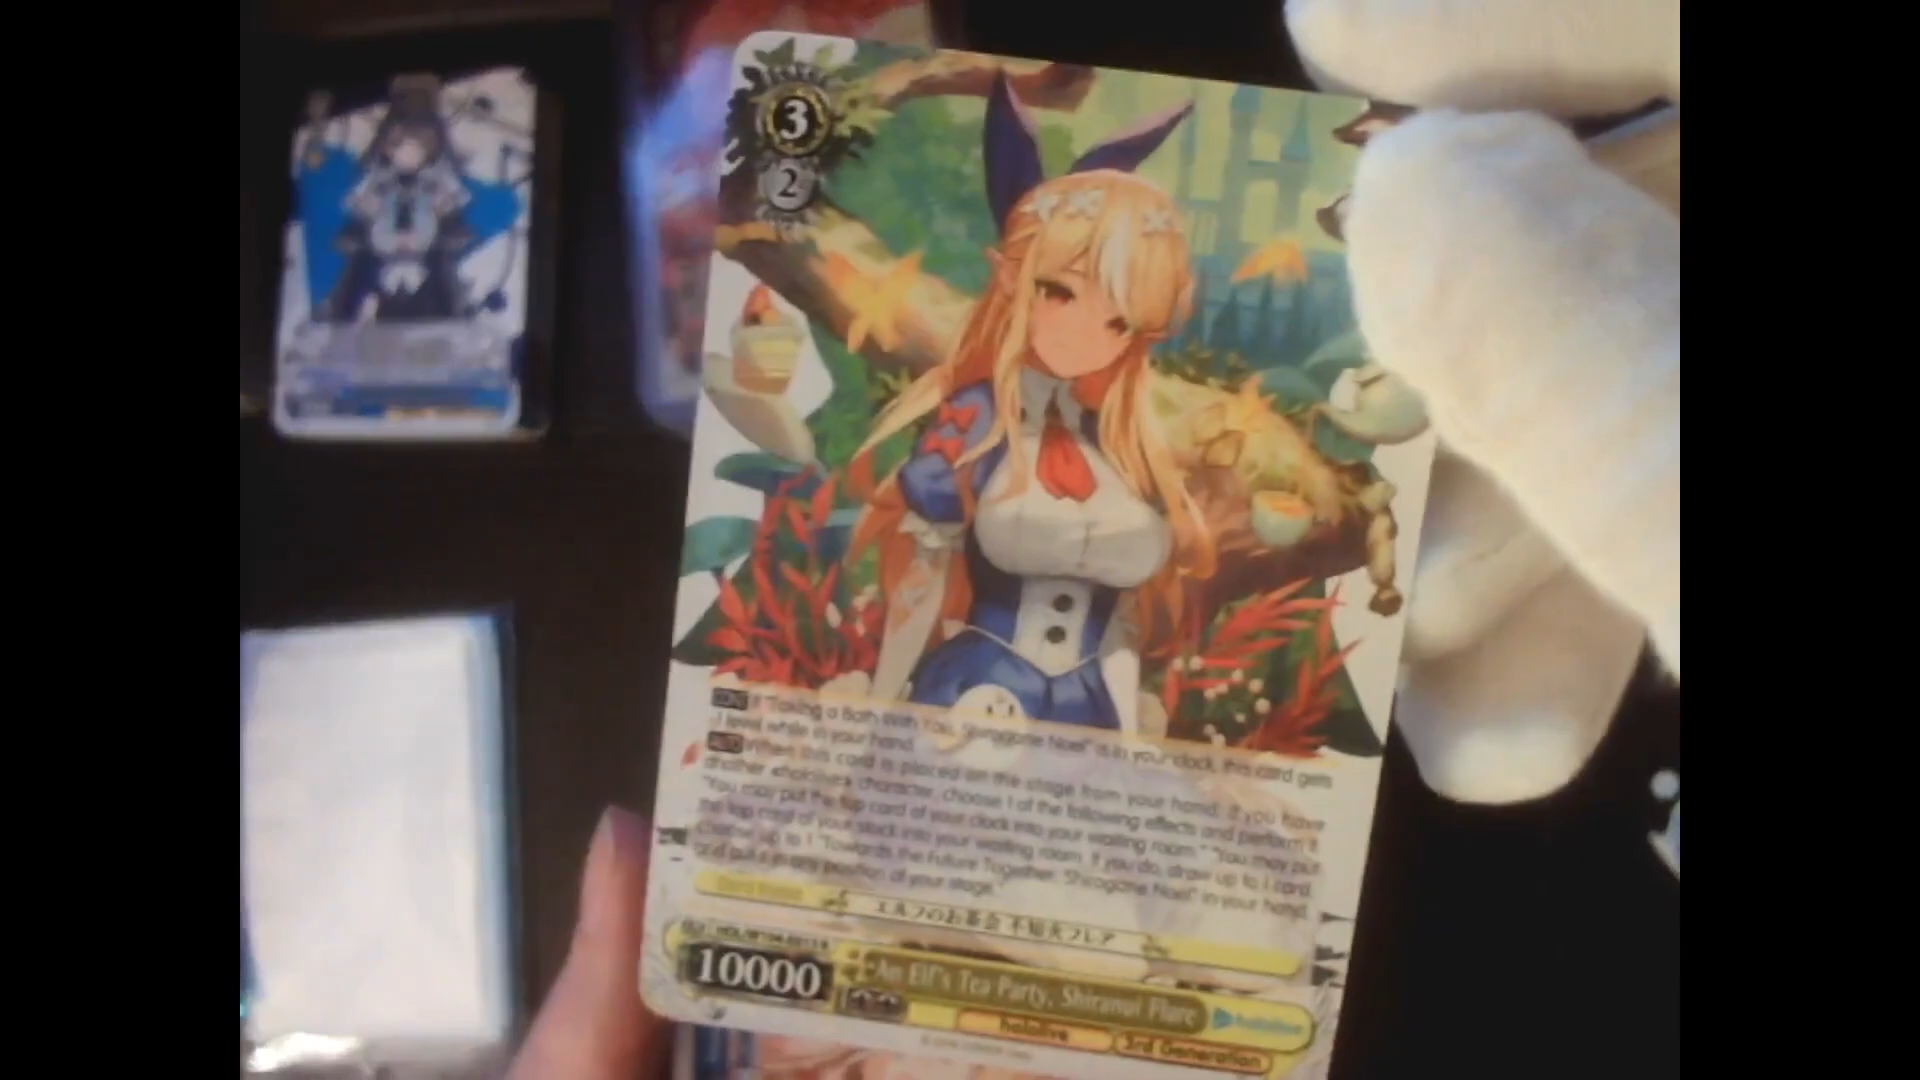 3
2
CONT If "Taking a Bath With You, Shirogane Noel" is in your clock, this card gets
-1 level while in your hand.
AUTO When this card is placed on the stage from your hand, if you have
another «hololive» character, choose 1 of the following effects and perform it.
"You may put the top card of your clock into your waiting room." "You may put
the top card of your stock into your waiting room. If you do, draw up to 1 card,
choose up to 1 "Towards the Future Together, Shirogane Noel" in your hand,
and put it in any position of your stage."
エルフのお茶会 不知火フレア
10000
An Elf's Tea Party, Shiranui Flare
hololive
hololive
3rd Generation